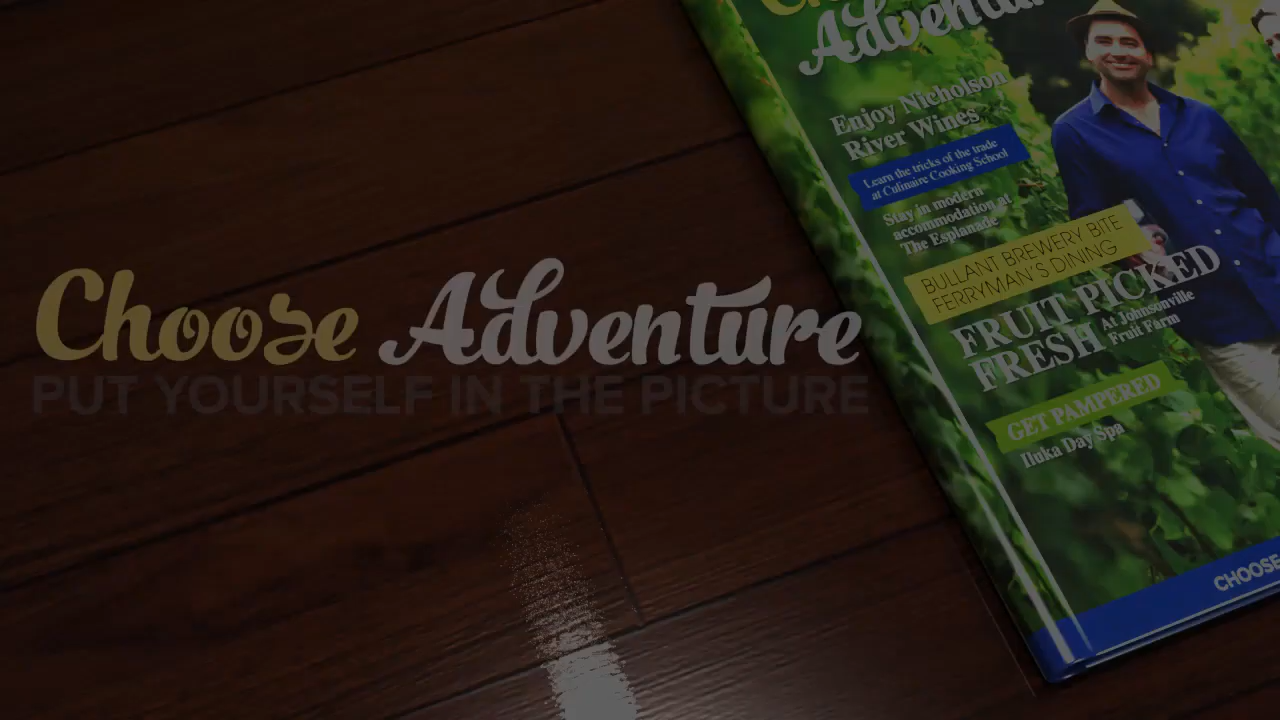 Choose Adventure
PUT YOURSELF IN THE PICTURE
Adventure
Enjoy Nicholson
River Wines
Learn the tricks of the trade
at Culinaire Cooking School
Stay in modern
accommodation at
The Esplanade
BULLANT BREWERY BITE
FERRYMAN'S DINING
FRUIT PICKED
FRESH At Johnsonville
Fruit Farm
GET PAMPERED
Iluka Day Spa
CHOOSE